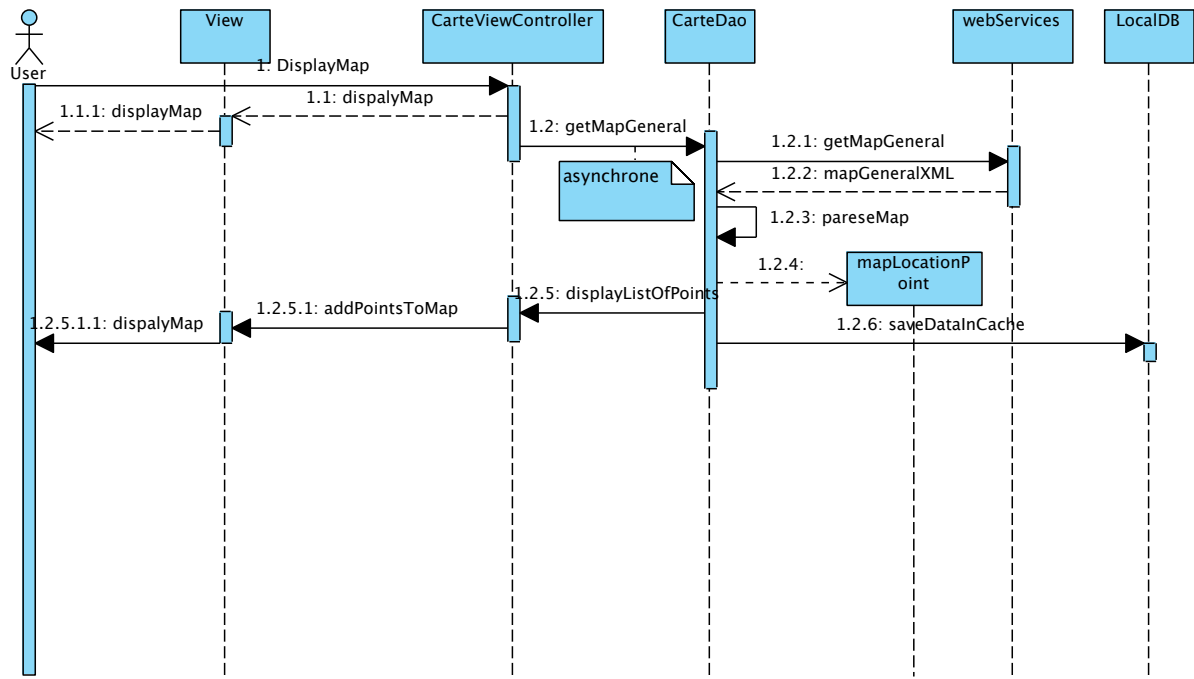 View
CarteViewController
CarteDao
webServices
LocalDB
User
1: DisplayMap
1.1: dispalyMap
1.1.1: displayMap
1.2: getMapGeneral
1.2.1: getMapGeneral
asynchrone
1.2.2: mapGeneralXML
1.2.3: pareseMap
1.2.4:
mapLocationP
oint
1.2.5: displayListOfPoints
1.2.5.1: addPointsToMap
1.2.5.1.1: dispalyMap
1.2.6: saveDataInCache